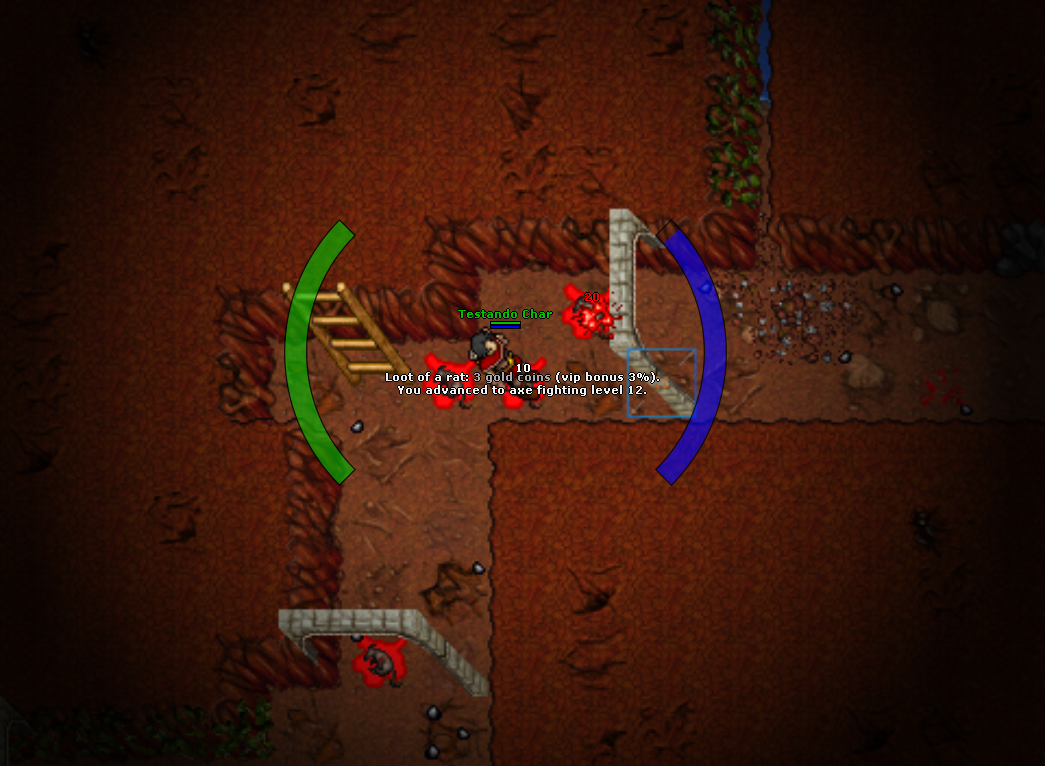 20
Testando Char
10
Loot of a rat: 3 gold coins (vip bonus 3%).
You advanced to axe fighting level 12.